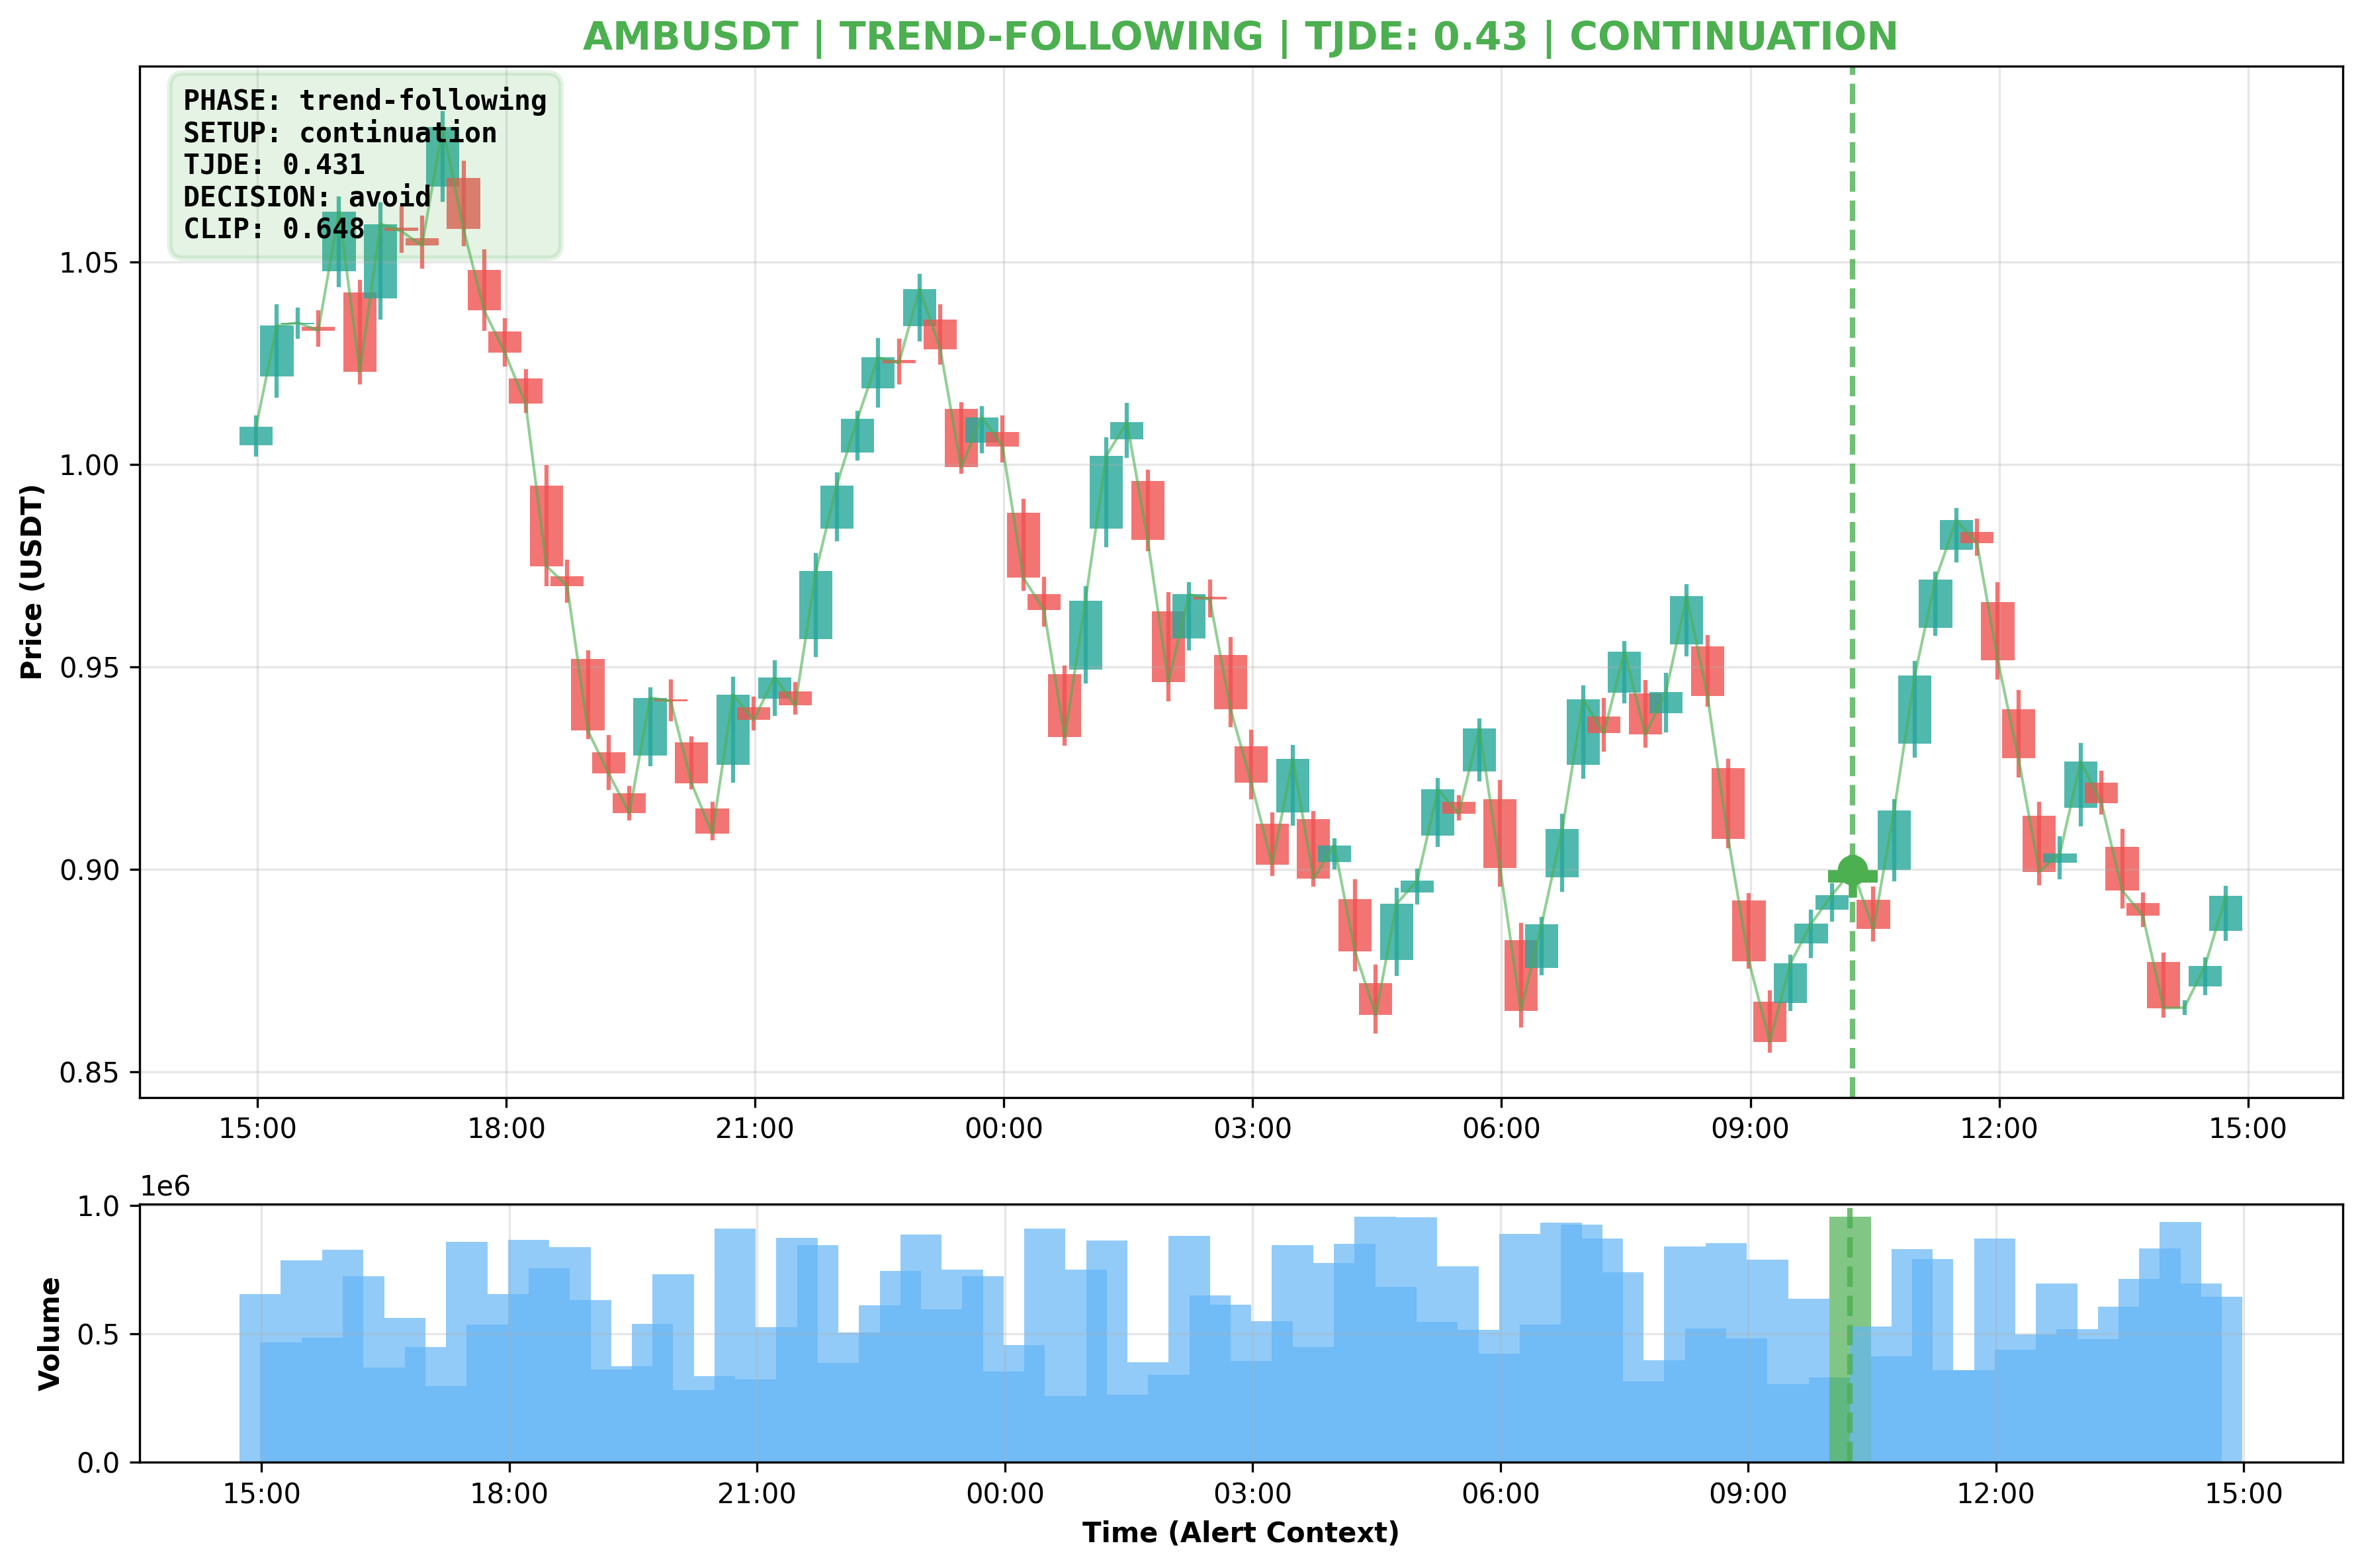 AMBUSDT | TREND-FOLLOWING | TJDE: 0.43 | CONTINUATION
PHASE: trend-following
SETUP: continuation
TJDE: 0.431
DECISION: avoid
CLIP: 0.648
Price (USDT)
1.05
1.00
0.95
0.90
0.85
15:00 18:00 21:00 00:00 03:00 06:00 09:00 12:00 15:00
1e6
Volume
1.0
0.5
0.0
15:00 18:00 21:00 00:00 03:00 06:00 09:00 12:00 15:00
Time (Alert Context)